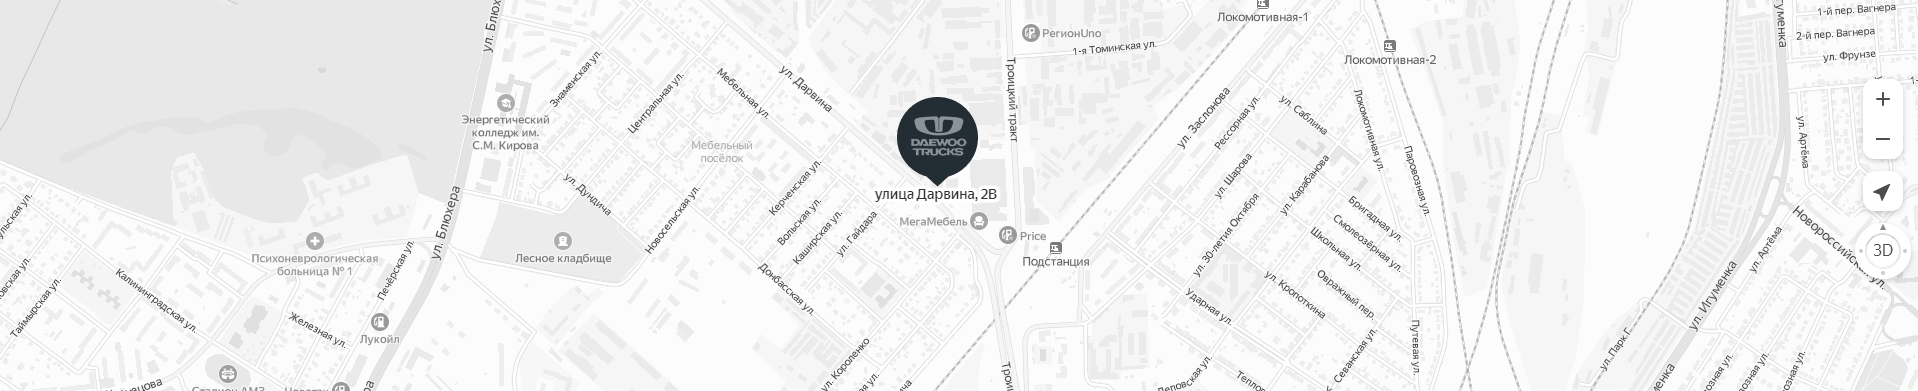 ул. Блюхера
Локомотивная-1
1-й пер. Вагнера
РегионUno
2-й пер. Вагнера
1-я Томинская ул.
ул. Фрунзе
Локомотивная-2
Знаменская ул.
Центральная ул.
Мебельная ул.
ул. Дарвина
Троицкий тракт
ул. Заслонова
Рессорная ул.
ул. Саблина
Локомотивная ул.
Паровозная ул.
ул. Артёма
Энергетический
колледж им.
С.М. Кирова
Мебельный
посёлок
DAEWOO
TRUCKS
улица Дарвина, 2В
ул. Дундича
Новосельская ул.
Керченская ул.
Вольская ул.
Каширская ул.
ул. Гайдара
МегаМебель
Price
Подстанция
ул. Шарова
ул. Карабанова
ул. 30-летия Октября
Бригадная ул.
Смолеозёрная ул.
Школьная ул.
Овражный пер.
ул. Кропоткина
Ударная ул.
Новороссийская ул.
ул. Артёма
3D
ул. Блюхера
Психоневрологическая
больница № 1
Лесное кладбище
Печёрская ул.
Калининградская ул.
Таймырская ул.
Железная ул.
Лукойл
Донбасская ул.
ул. Короленко
Путевая ул.
Севанская ул.
ул. Игуменка
ул. Парк. Г.
Стадион АМЗ